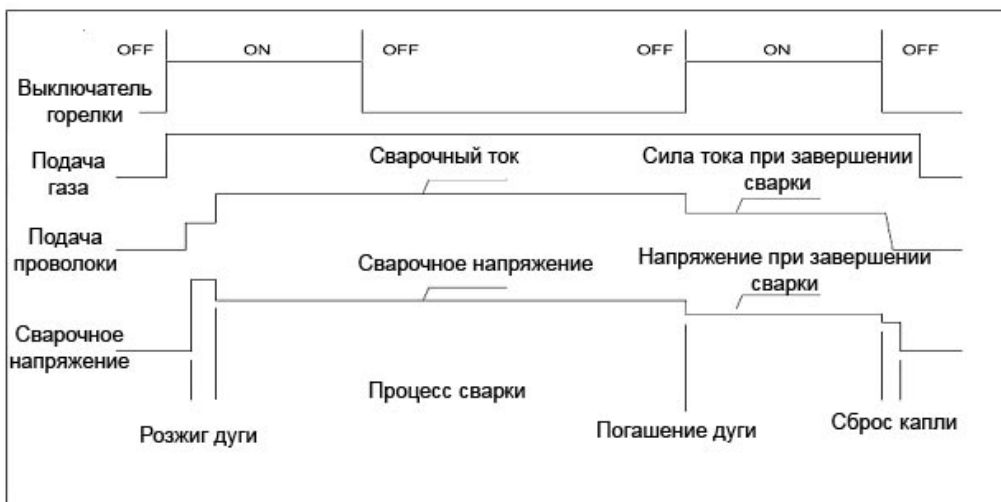 OFF ON OFF OFF ON OFF
Выключатель
горелки
Подача
газа
Сварочный ток
Сила тока при завершении
сварки
Подача
проволоки
Сварочное напряжение
Напряжение при завершении
сварки
Сварочное
напряжение
Процесс сварки
Розжиг дуги
Погашение дуги
Сброс капли